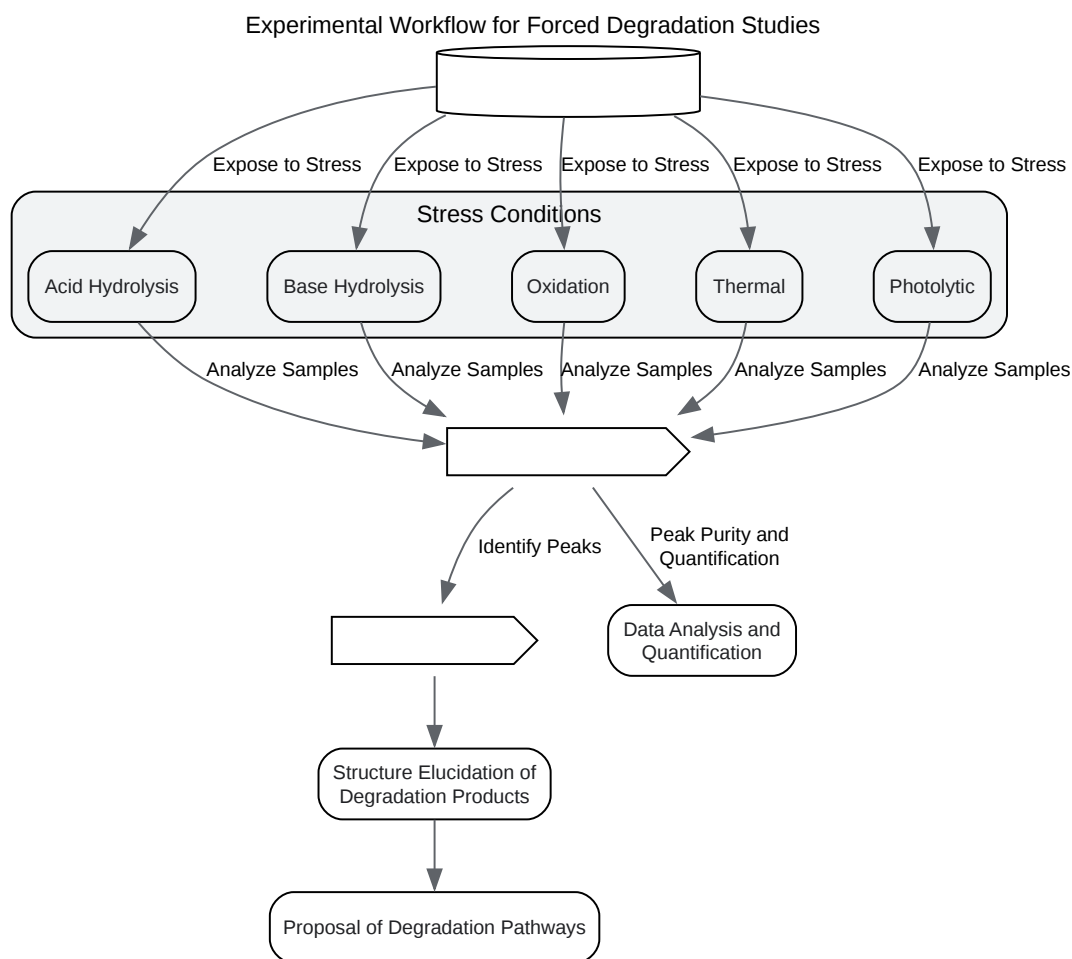 Experimental Workflow for Forced Degradation Studies
Expose to Stress
Expose to Stress
Expose to Stress
Expose to Stress
Expose to Stress
Stress Conditions
Acid Hydrolysis
Base Hydrolysis
Oxidation
Thermal
Photolytic
Analyze Samples
Analyze Samples
Analyze Samples
Analyze Samples
Analyze Samples
Identify Peaks
Peak Purity and
Quantification
Data Analysis and
Quantification
Structure Elucidation of
Degradation Products
Proposal of Degradation Pathways